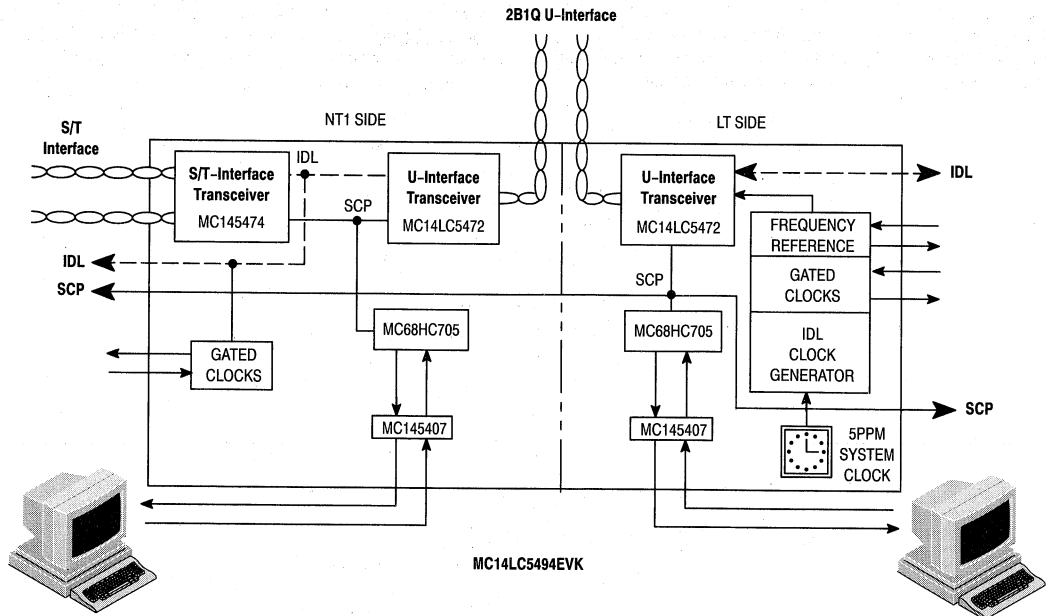 2B1Q U-Interface
S/T
Interface
NT1 SIDE
LT SIDE
S/T-Interface
Transceiver
MC145474
IDL
SCP
U-Interface
Transceiver
MC14LC5472
U-Interface
Transceiver
MC14LC5472
IDL
FREQUENCY
REFERENCE
GATED
CLOCKS
IDL
CLOCK
GENERATOR
IDL
SCP
SCP
GATED
CLOCKS
MC68HC705
MC68HC705
MC145407
MC145407
SCP
5PPM
SYSTEM
CLOCK
MC14LC5494EVK